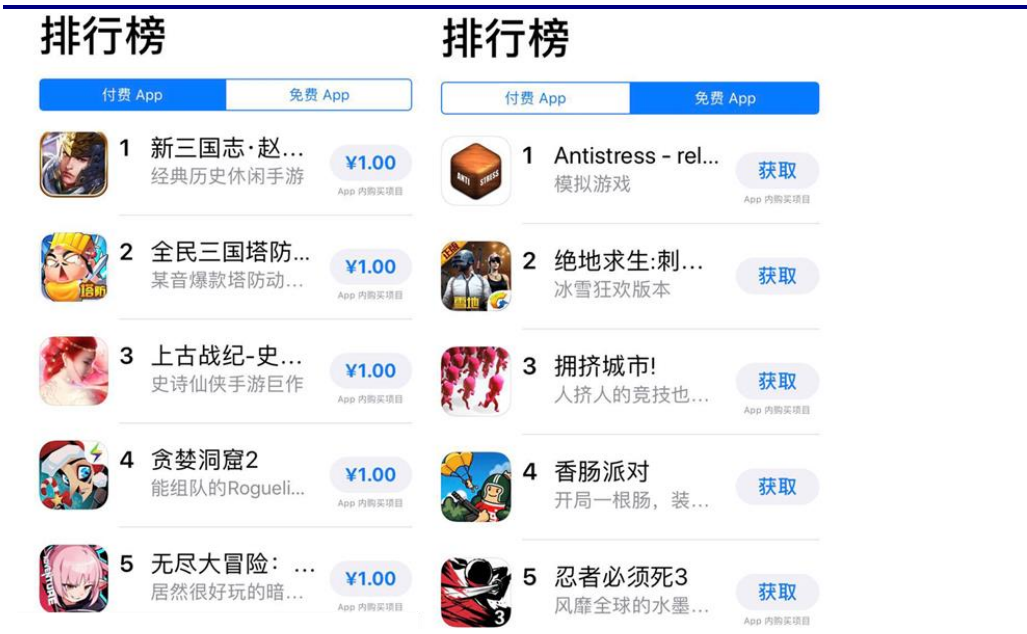 排行榜
付费 App
免费 App
1
新三国志·赵...
经典历史休闲手游
¥1.00
App 内购买项目
2
全民三国塔防...
某音爆款塔防动...
¥1.00
App 内购买项目
塔防
3
上古战纪-史...
史诗仙侠手游巨作
¥1.00
App 内购买项目
4
贪婪洞窟2
能组队的Rogueli...
¥1.00
App 内购买项目
5
无尽大冒险：...
居然很好玩的暗...
¥1.00
App 内购买项目
VENTURE
排行榜
付费 App
免费 App
ANTI STRESS
1
Antistress - rel...
模拟游戏
获取
App 内购买项目
正版
雪地
2
绝地求生:刺...
冰雪狂欢版本
获取
3
拥挤城市!
人挤人的竞技也...
获取
App 内购买项目
4
香肠派对
开局一根肠，装...
获取
3
5
忍者必须死3
风靡全球的水墨...
获取
App 内购买项目